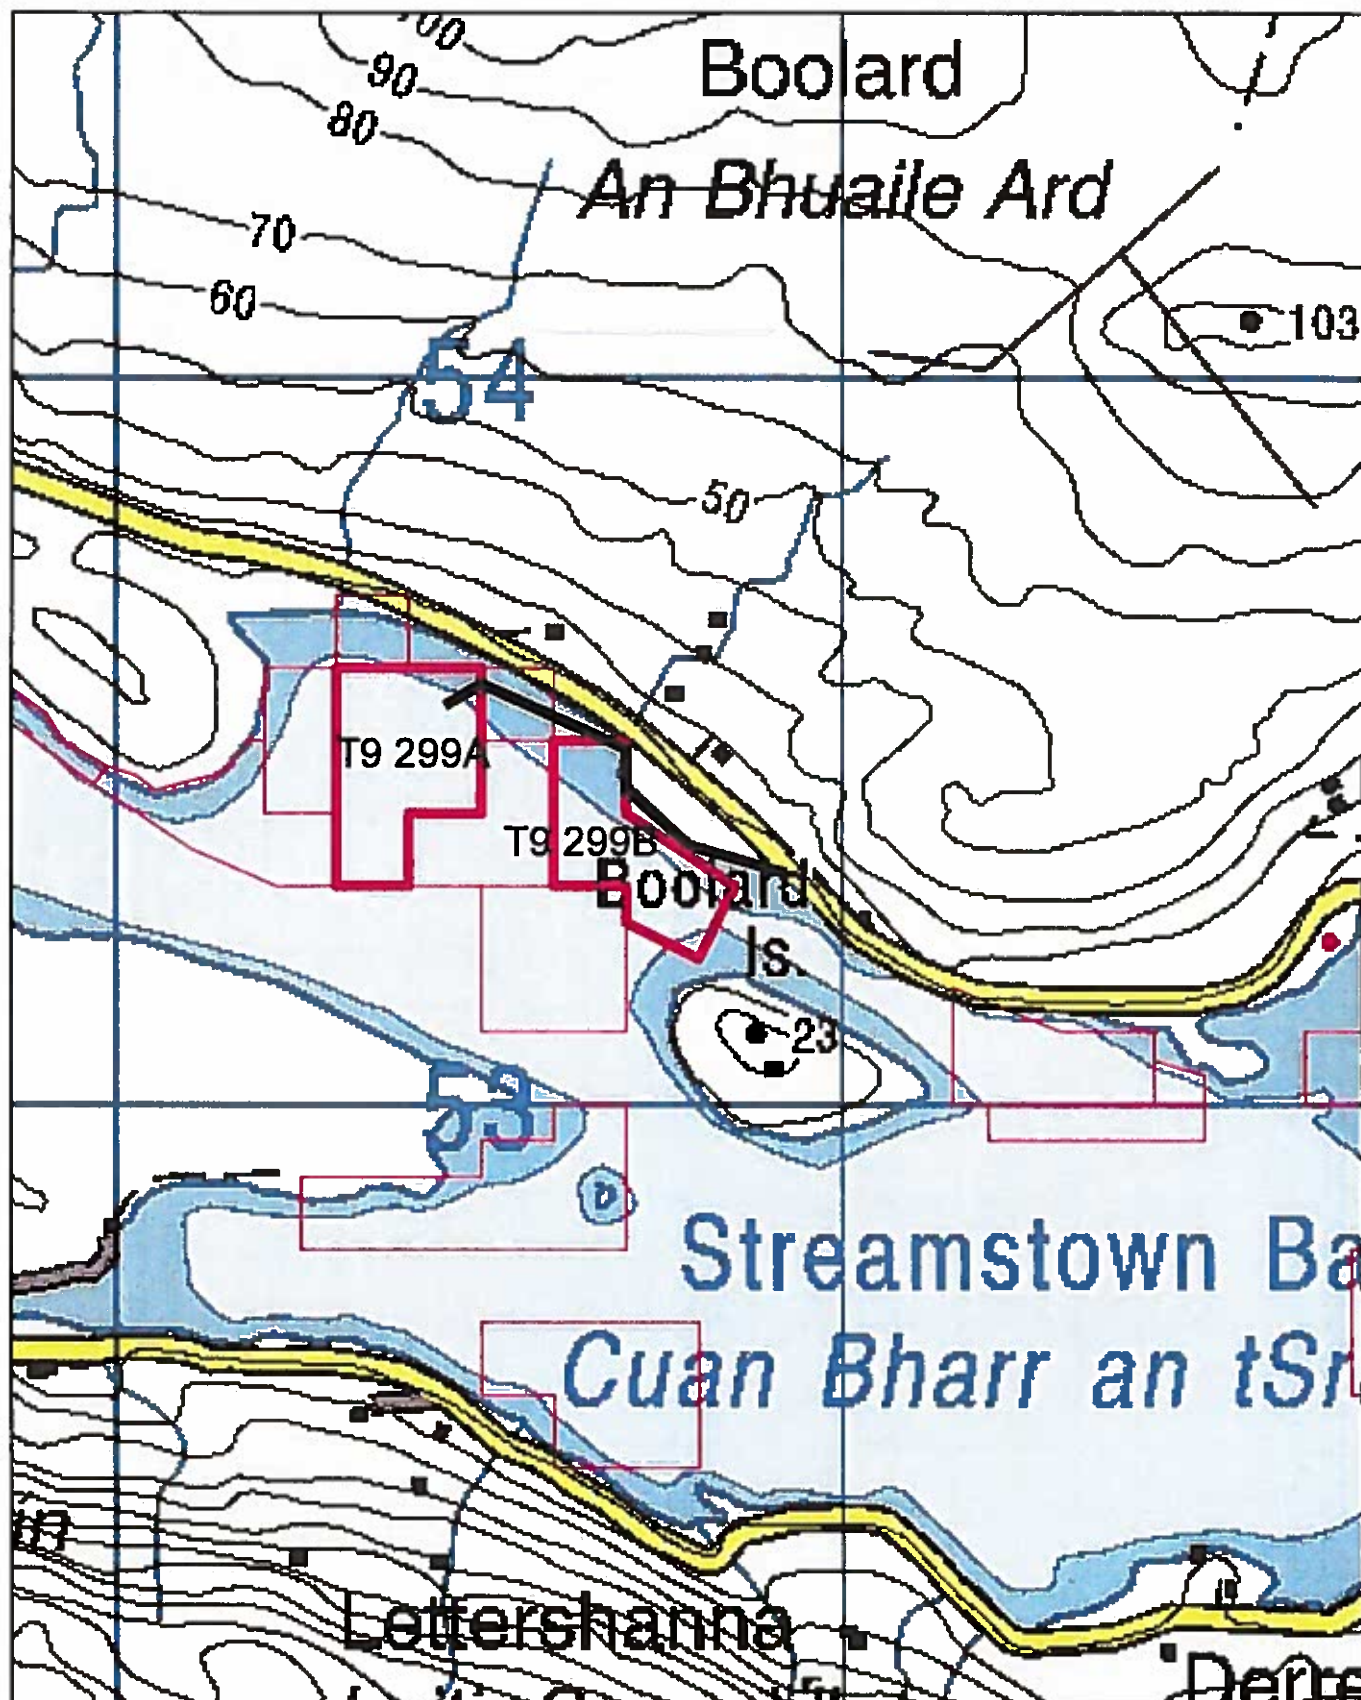 90
80
Boolard
An Bhuaile Ard
70
60
103
54
50
T9 299A
T9 299B
Boolard
Is.
23
53
Streamstown Ba
Cuan Bharr an tSr
Lettershanna
Derre